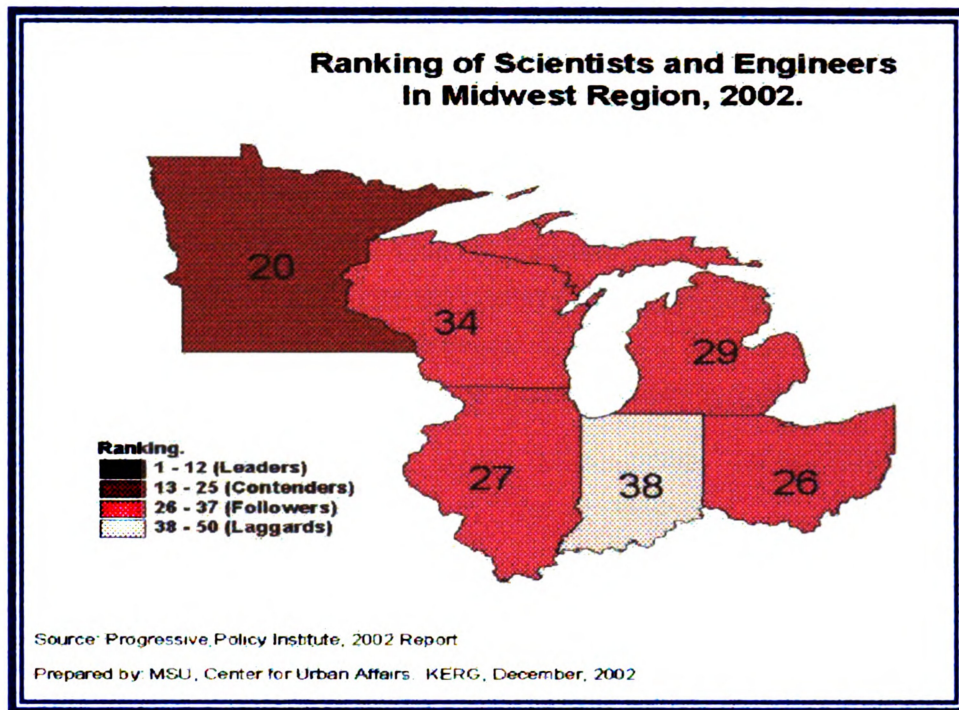 Ranking of Scientists and Engineers
In Midwest Region, 2002.
20
34
29
27
38
26
Ranking.
1 - 12 (Leaders)
13 - 25 (Contenders)
26 - 37 (Followers)
38 - 50 (Laggards)
Source: Progressive Policy Institute, 2002 Report
Prepared by: MSU, Center for Urban Affairs. KERG, December, 2002